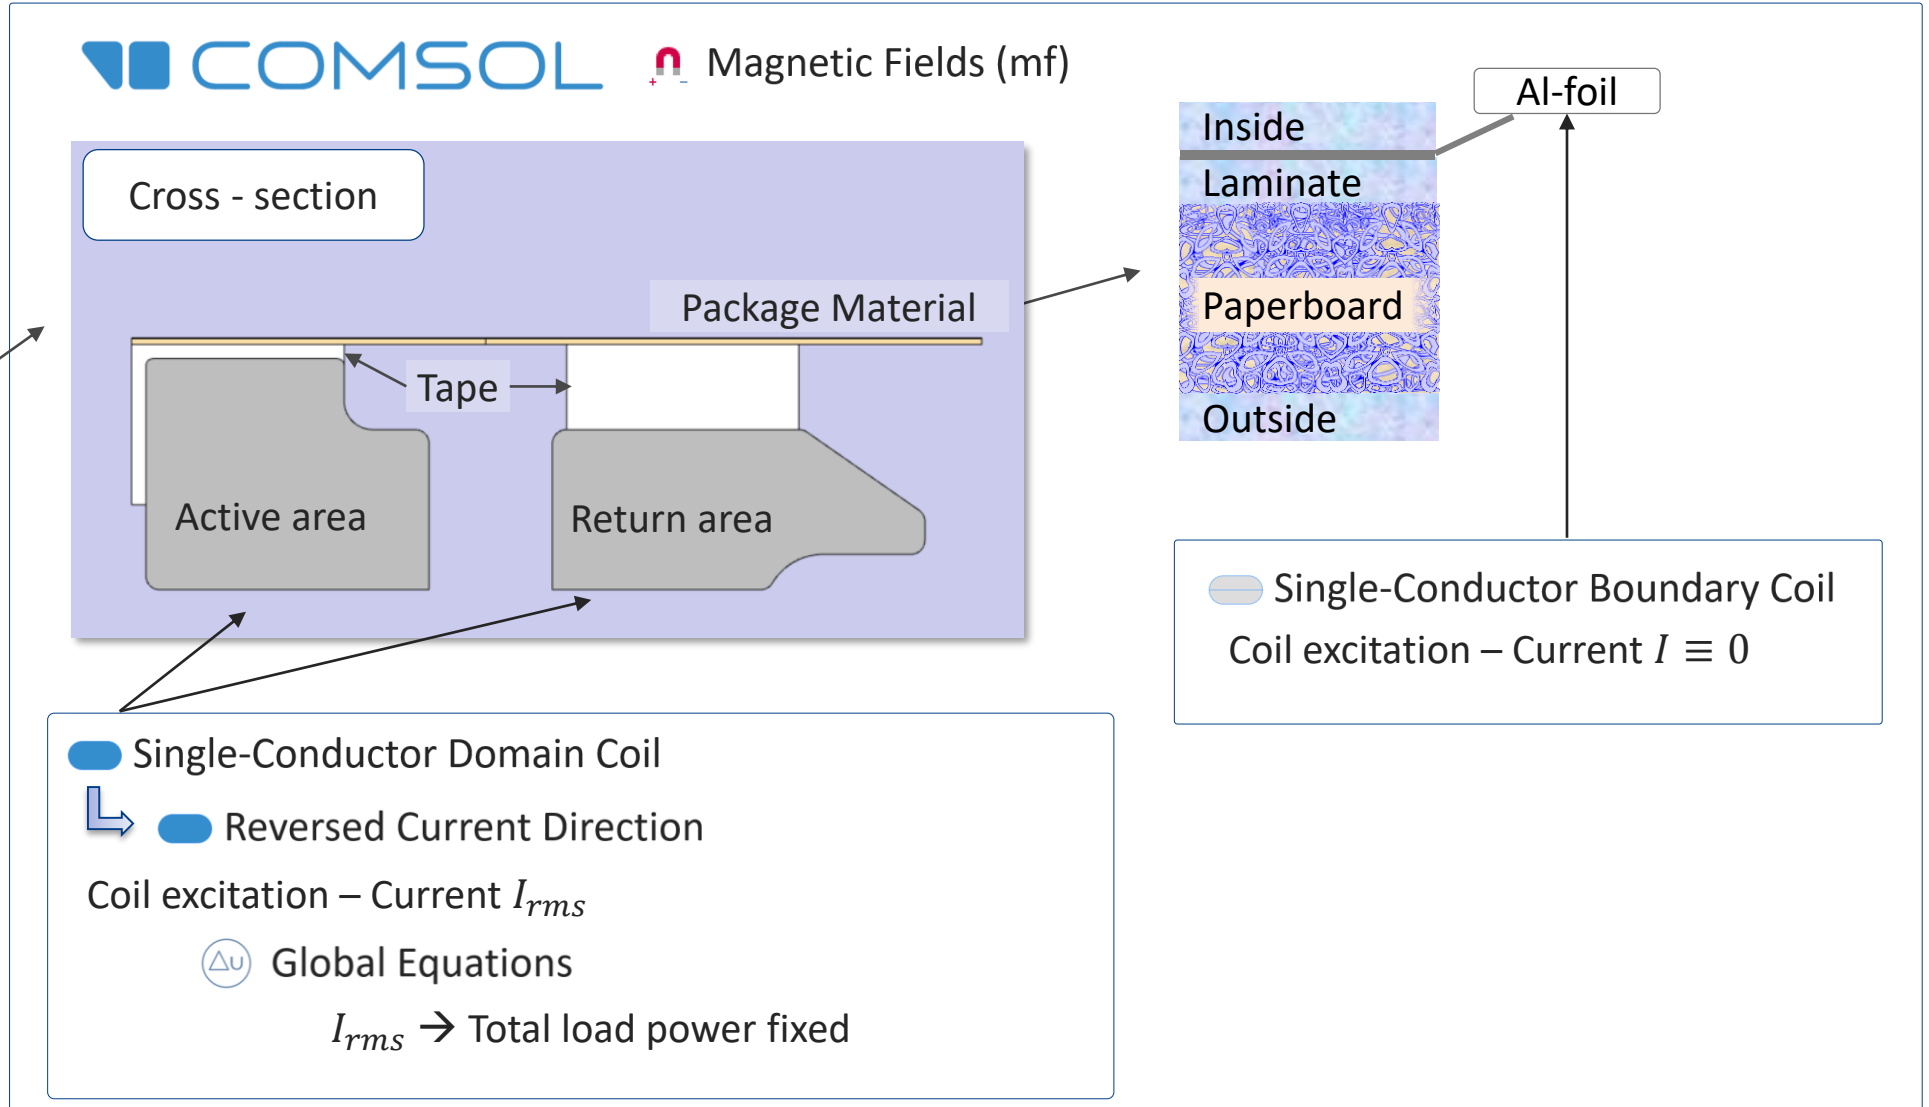 COMSOL
Magnetic Fields (mf)
Al-foil
Inside
Laminate
Paperboard
Outside
Cross - section
Package Material
Tape
Active area
Return area
Single-Conductor Boundary Coil
Coil excitation – Current I ≡ 0
Single-Conductor Domain Coil
Reversed Current Direction
Coil excitation – Current I_rms
Δu Global Equations
I_rms → Total load power fixed